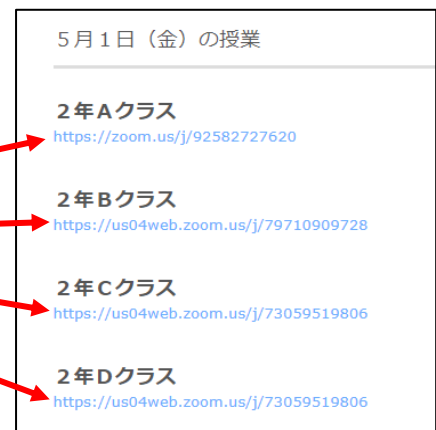 ５月１日（金）の授業
２年Ａクラス
https://zoom.us/j/92582727620
２年Ｂクラス
https://us04web.zoom.us/j/79710909728
２年Ｃクラス
https://us04web.zoom.us/j/73059519806
２年Ｄクラス
https://us04web.zoom.us/j/73059519806